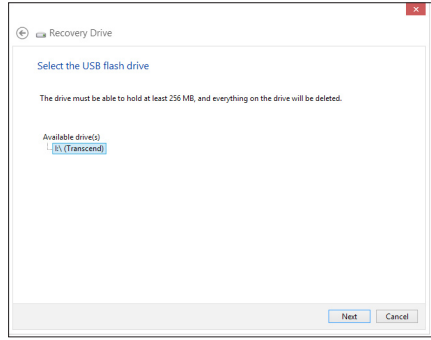 Recovery Drive
Select the USB flash drive
The drive must be able to hold at least 256 MB, and everything on the drive will be deleted.
Available drive(s)
I:\ (Transcend)
Next Cancel